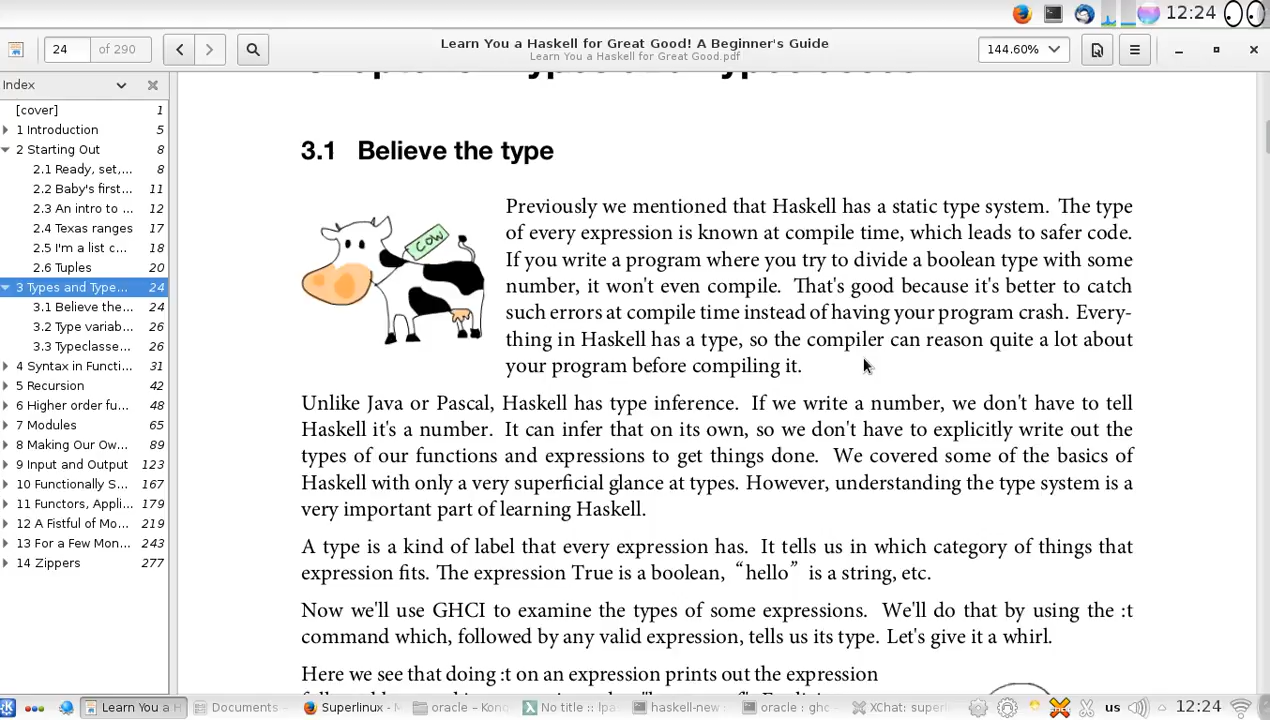 12:24
24
of 290
Learn You a Haskell for Great Good! A Beginner's Guide
Learn You a Haskell for Great Good.pdf
144.60%
Index
[cover] 1
1 Introduction 5
2 Starting Out 8
2.1 Ready, set,... 8
2.2 Baby's first... 11
2.3 An intro to ... 12
2.4 Texas ranges 17
2.5 I'm a list c... 18
2.6 Tuples 20
3 Types and Type... 24
3.1 Believe the... 24
3.2 Type variab... 26
3.3 Typeclasse... 26
4 Syntax in Functi... 31
5 Recursion 42
6 Higher order fu... 48
7 Modules 65
8 Making Our Ow... 89
9 Input and Output 123
10 Functionally S... 167
11 Functors, Appli... 179
12 A Fistful of Mo... 219
13 For a Few Mon... 243
14 Zippers 277
3.1 Believe the type
COW
Previously we mentioned that Haskell has a static type system. The type
of every expression is known at compile time, which leads to safer code.
If you write a program where you try to divide a boolean type with some
number, it won't even compile. That's good because it's better to catch
such errors at compile time instead of having your program crash. Every-
thing in Haskell has a type, so the compiler can reason quite a lot about
your program before compiling it.
Unlike Java or Pascal, Haskell has type inference. If we write a number, we don't have to tell
Haskell it's a number. It can infer that on its own, so we don't have to explicitly write out the
types of our functions and expressions to get things done. We covered some of the basics of
Haskell with only a very superficial glance at types. However, understanding the type system is a
very important part of learning Haskell.
A type is a kind of label that every expression has. It tells us in which category of things that
expression fits. The expression True is a boolean, “hello” is a string, etc.
Now we'll use GHCI to examine the types of some expressions. We'll do that by using the :t
command which, followed by any valid expression, tells us its type. Let's give it a whirl.
Here we see that doing :t on an expression prints out the expression
Learn You a H
Documents
Superlinux - M
oracle – Konq
No title :: lpa
haskell-new
oracle : ghc
XChat: superl
us
12:24